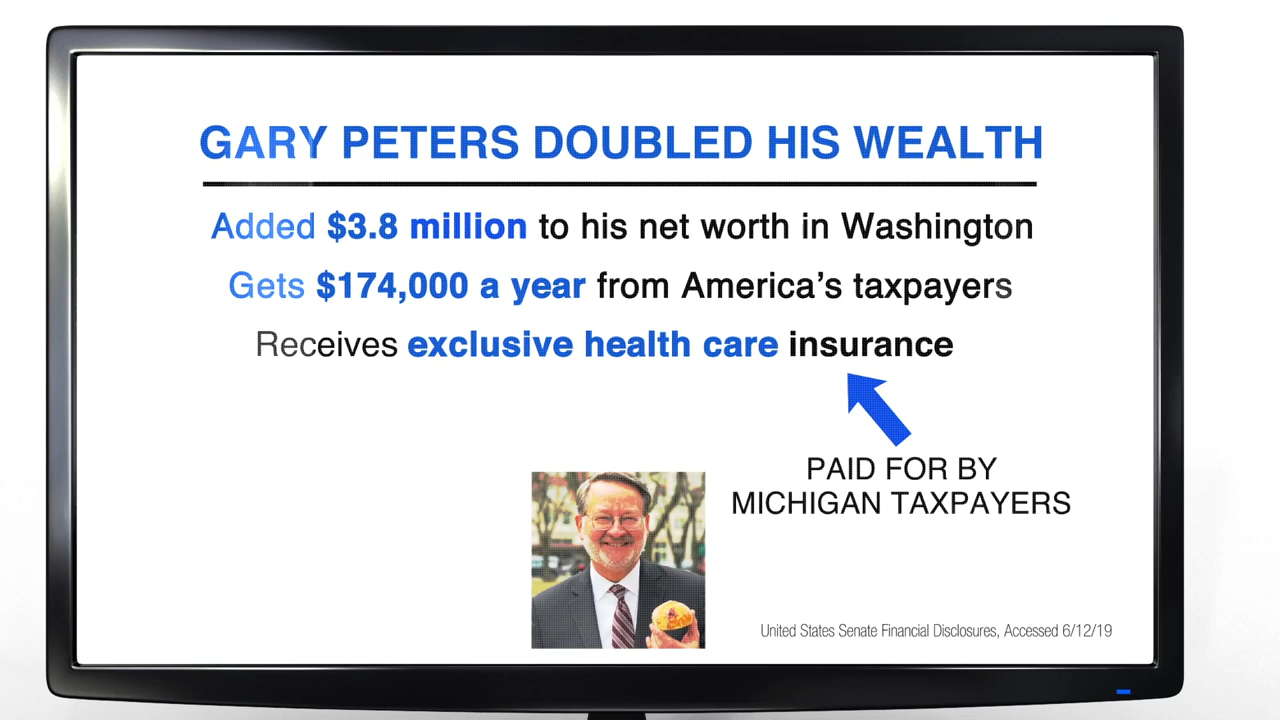 GARY PETERS DOUBLED HIS WEALTH
Added $3.8 million to his net worth in Washington
Gets $174,000 a year from America's taxpayers
Receives exclusive health care insurance
PAID FOR BY
MICHIGAN TAXPAYERS
United States Senate Financial Disclosures, Accessed 6/12/19